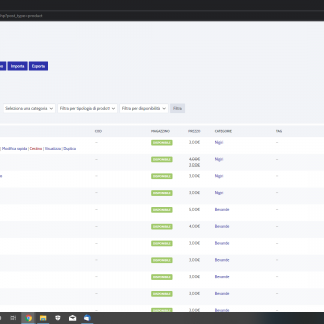 Importa Esporta
Seleziona una categoria Filtra per tipologia di prodotto Filtra per disponibilità Filtra
COD MAGAZZINO PREZZO CATEGORIE TAG
Modifica rapida | Cestina | Visualizza | Duplica – DISPONIBILE 3,00€ Nigiri –
– DISPONIBILE 4,00€ Nigiri –
3,50€
– DISPONIBILE 3,00€ Nigiri –
– DISPONIBILE 3,00€ Nigiri –
– DISPONIBILE 5,00€ Bevande –
– DISPONIBILE 4,00€ Bevande –
– DISPONIBILE 3,00€ Bevande –
– DISPONIBILE 3,00€ Bevande –
– DISPONIBILE 3,00€ Bevande –
– DISPONIBILE 3,00€ Bevande –